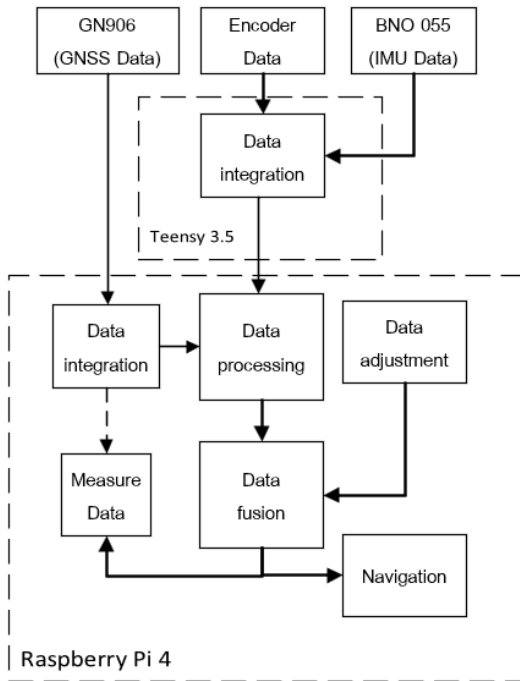 GN906
(GNSS Data)
Encoder
Data
BNO 055
(IMU Data)
Data
integration
Teensy 3.5
Data
integration
Data
processing
Data
adjustment
Measure
Data
Data
fusion
Navigation
Raspberry Pi 4